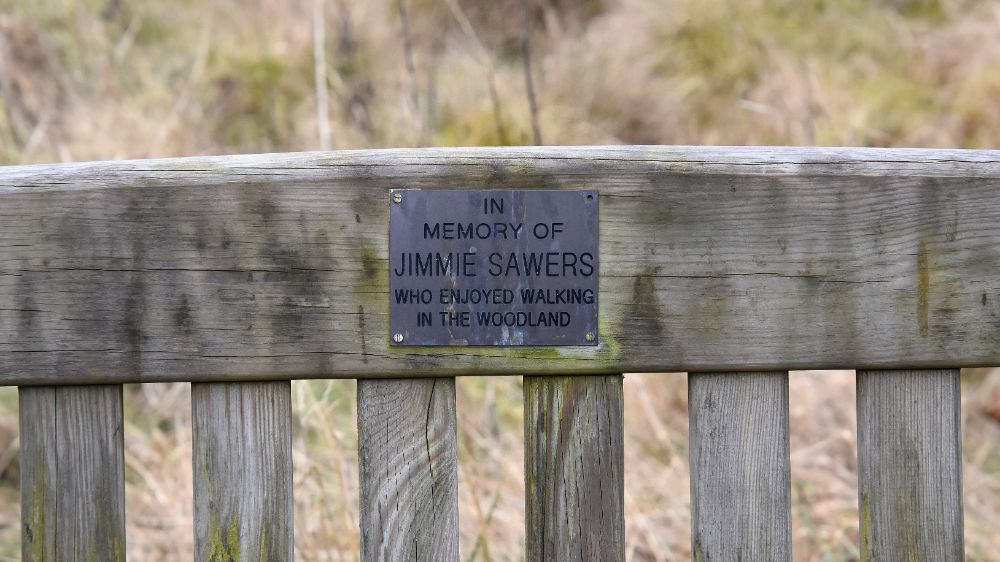 IN
MEMORY OF
JIMMIE SAWERS
WHO ENJOYED WALKING
IN THE WOODLAND